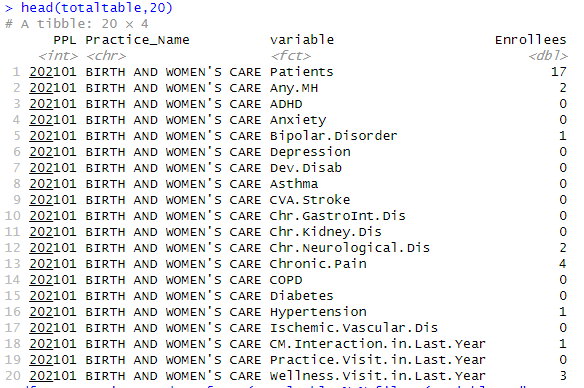 > head(totaltable,20)
# A tibble: 20 × 4
PPL Practice_Name variable Enrollees
<int> <chr> <fct> <dbl>
1 202101 BIRTH AND WOMEN'S CARE Patients 17
2 202101 BIRTH AND WOMEN'S CARE Any.MH 2
3 202101 BIRTH AND WOMEN'S CARE ADHD 0
4 202101 BIRTH AND WOMEN'S CARE Anxiety 0
5 202101 BIRTH AND WOMEN'S CARE Bipolar.Disorder 1
6 202101 BIRTH AND WOMEN'S CARE Depression 0
7 202101 BIRTH AND WOMEN'S CARE Dev.Disab 0
8 202101 BIRTH AND WOMEN'S CARE Asthma 0
9 202101 BIRTH AND WOMEN'S CARE CVA.Stroke 0
10 202101 BIRTH AND WOMEN'S CARE Chr.GastroInt.Dis 0
11 202101 BIRTH AND WOMEN'S CARE Chr.Kidney.Dis 0
12 202101 BIRTH AND WOMEN'S CARE Chr.Neurological.Dis 2
13 202101 BIRTH AND WOMEN'S CARE Chronic.Pain 4
14 202101 BIRTH AND WOMEN'S CARE COPD 0
15 202101 BIRTH AND WOMEN'S CARE Diabetes 0
16 202101 BIRTH AND WOMEN'S CARE Hypertension 1
17 202101 BIRTH AND WOMEN'S CARE Ischemic.Vascular.Dis 0
18 202101 BIRTH AND WOMEN'S CARE CM.Interaction.in.Last.Year 1
19 202101 BIRTH AND WOMEN'S CARE Practice.Visit.in.Last.Year 0
20 202101 BIRTH AND WOMEN'S CARE Wellness.Visit.in.Last.Year 3